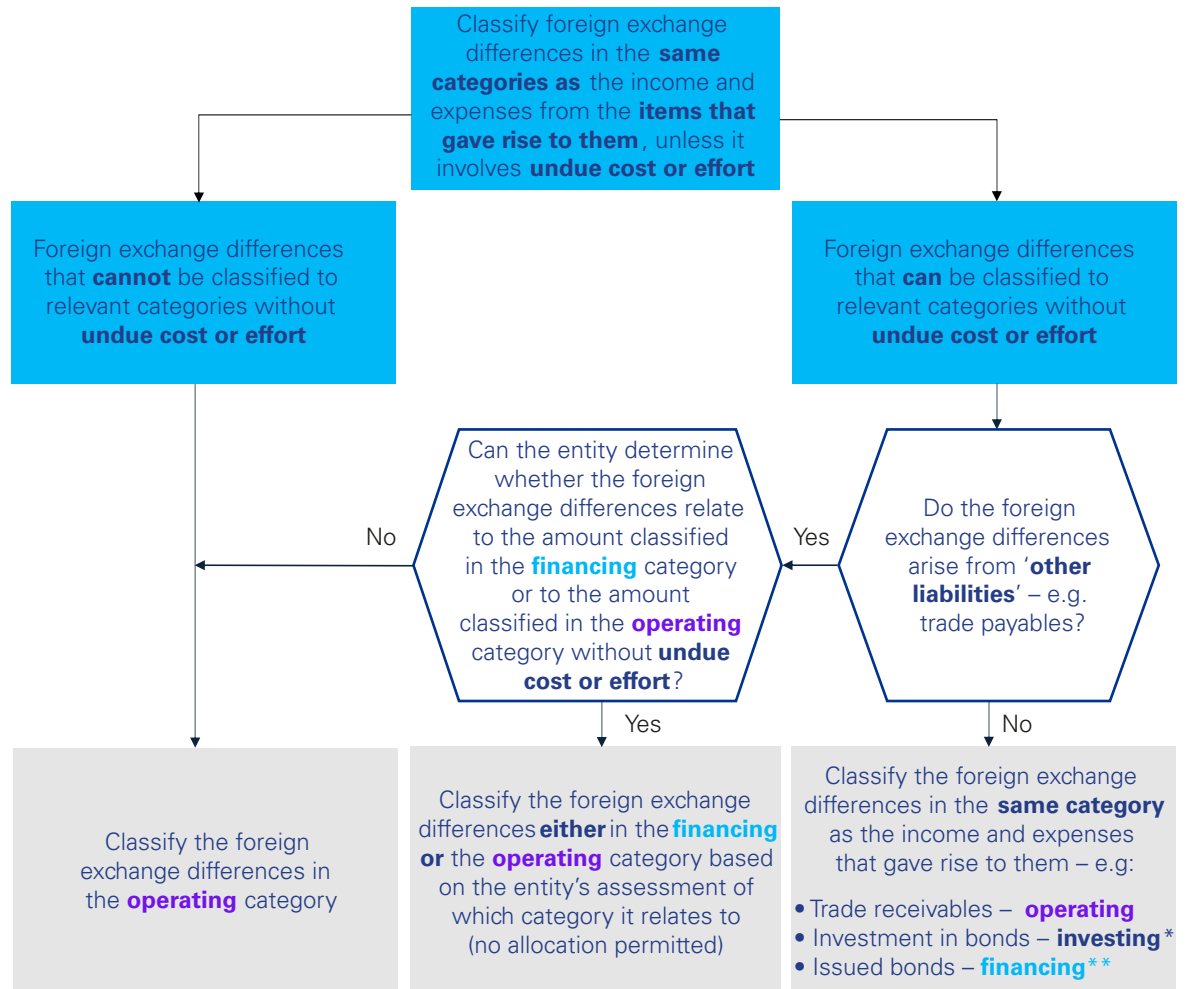 Classify foreign exchange
differences in the same
categories as the income and
expenses from the items that
gave rise to them, unless it
involves undue cost or effort
Foreign exchange differences
that cannot be classified to
relevant categories without
undue cost or effort
Foreign exchange differences
that can be classified to
relevant categories without
undue cost or effort
Can the entity determine
whether the foreign
exchange differences relate
to the amount classified
in the financing category
or to the amount
classified in the operating
category without undue
cost or effort?
Do the foreign
exchange differences
arise from ‘other
liabilities’ – e.g.
trade payables?
No
Yes
Yes
No
Classify the foreign
exchange differences in
the operating category
Classify the foreign exchange
differences either in the financing
or the operating category based
on the entity’s assessment of
which category it relates to
(no allocation permitted)
Classify the foreign exchange
differences in the same category
as the income and expenses
that gave rise to them – e.g:
• Trade receivables – operating
• Investment in bonds – investing*
• Issued bonds – financing**